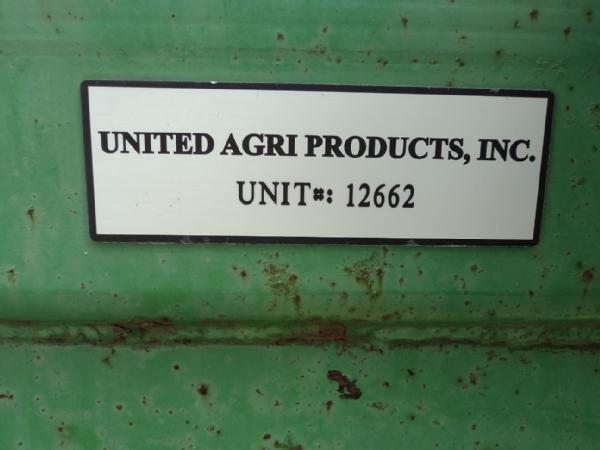 UNITED AGRI PRODUCTS, INC.
UNIT#: 12662